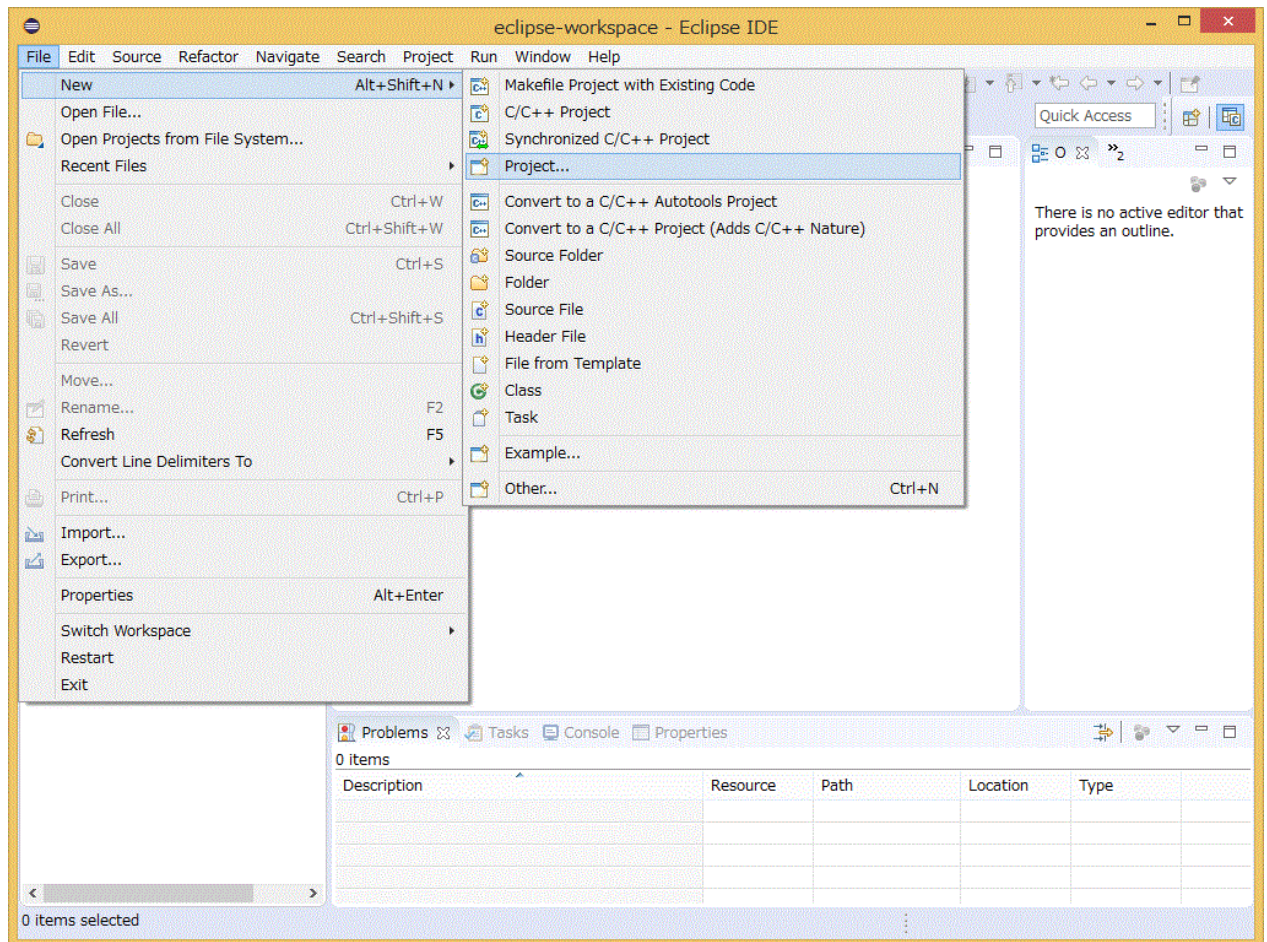 eclipse-workspace - Eclipse IDE
File Edit Source Refactor Navigate Search Project Run Window Help
New Alt+Shift+N
Open File...
Open Projects from File System...
Recent Files
Close Ctrl+W
Close All Ctrl+Shift+W
Save Ctrl+S
Save As...
Save All Ctrl+Shift+S
Revert
Move...
Rename... F2
Refresh F5
Convert Line Delimiters To
Print... Ctrl+P
Import...
Export...
Properties Alt+Enter
Switch Workspace
Restart
Exit
Makefile Project with Existing Code
C/C++ Project
Synchronized C/C++ Project
Project...
Convert to a C/C++ Autotools Project
Convert to a C/C++ Project (Adds C/C++ Nature)
Source Folder
Folder
Source File
Header File
File from Template
Class
Task
Example...
Other... Ctrl+N
Quick Access
O »2
There is no active editor that
provides an outline.
Problems Tasks Console Properties
0 items
Description Resource Path Location Type
0 items selected